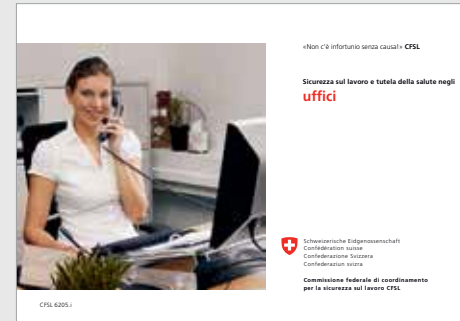 «Non c'è infortunio senza causa!» CFSL
Sicurezza sul lavoro e tutela della salute negli
uffici
Schweizerische Eidgenossenschaft
Confédération suisse
Confederazione Svizzera
Confederaziun svizra
Commissione federale di coordinamento
per la sicurezza sul lavoro CFSL
CFSL 6205.i